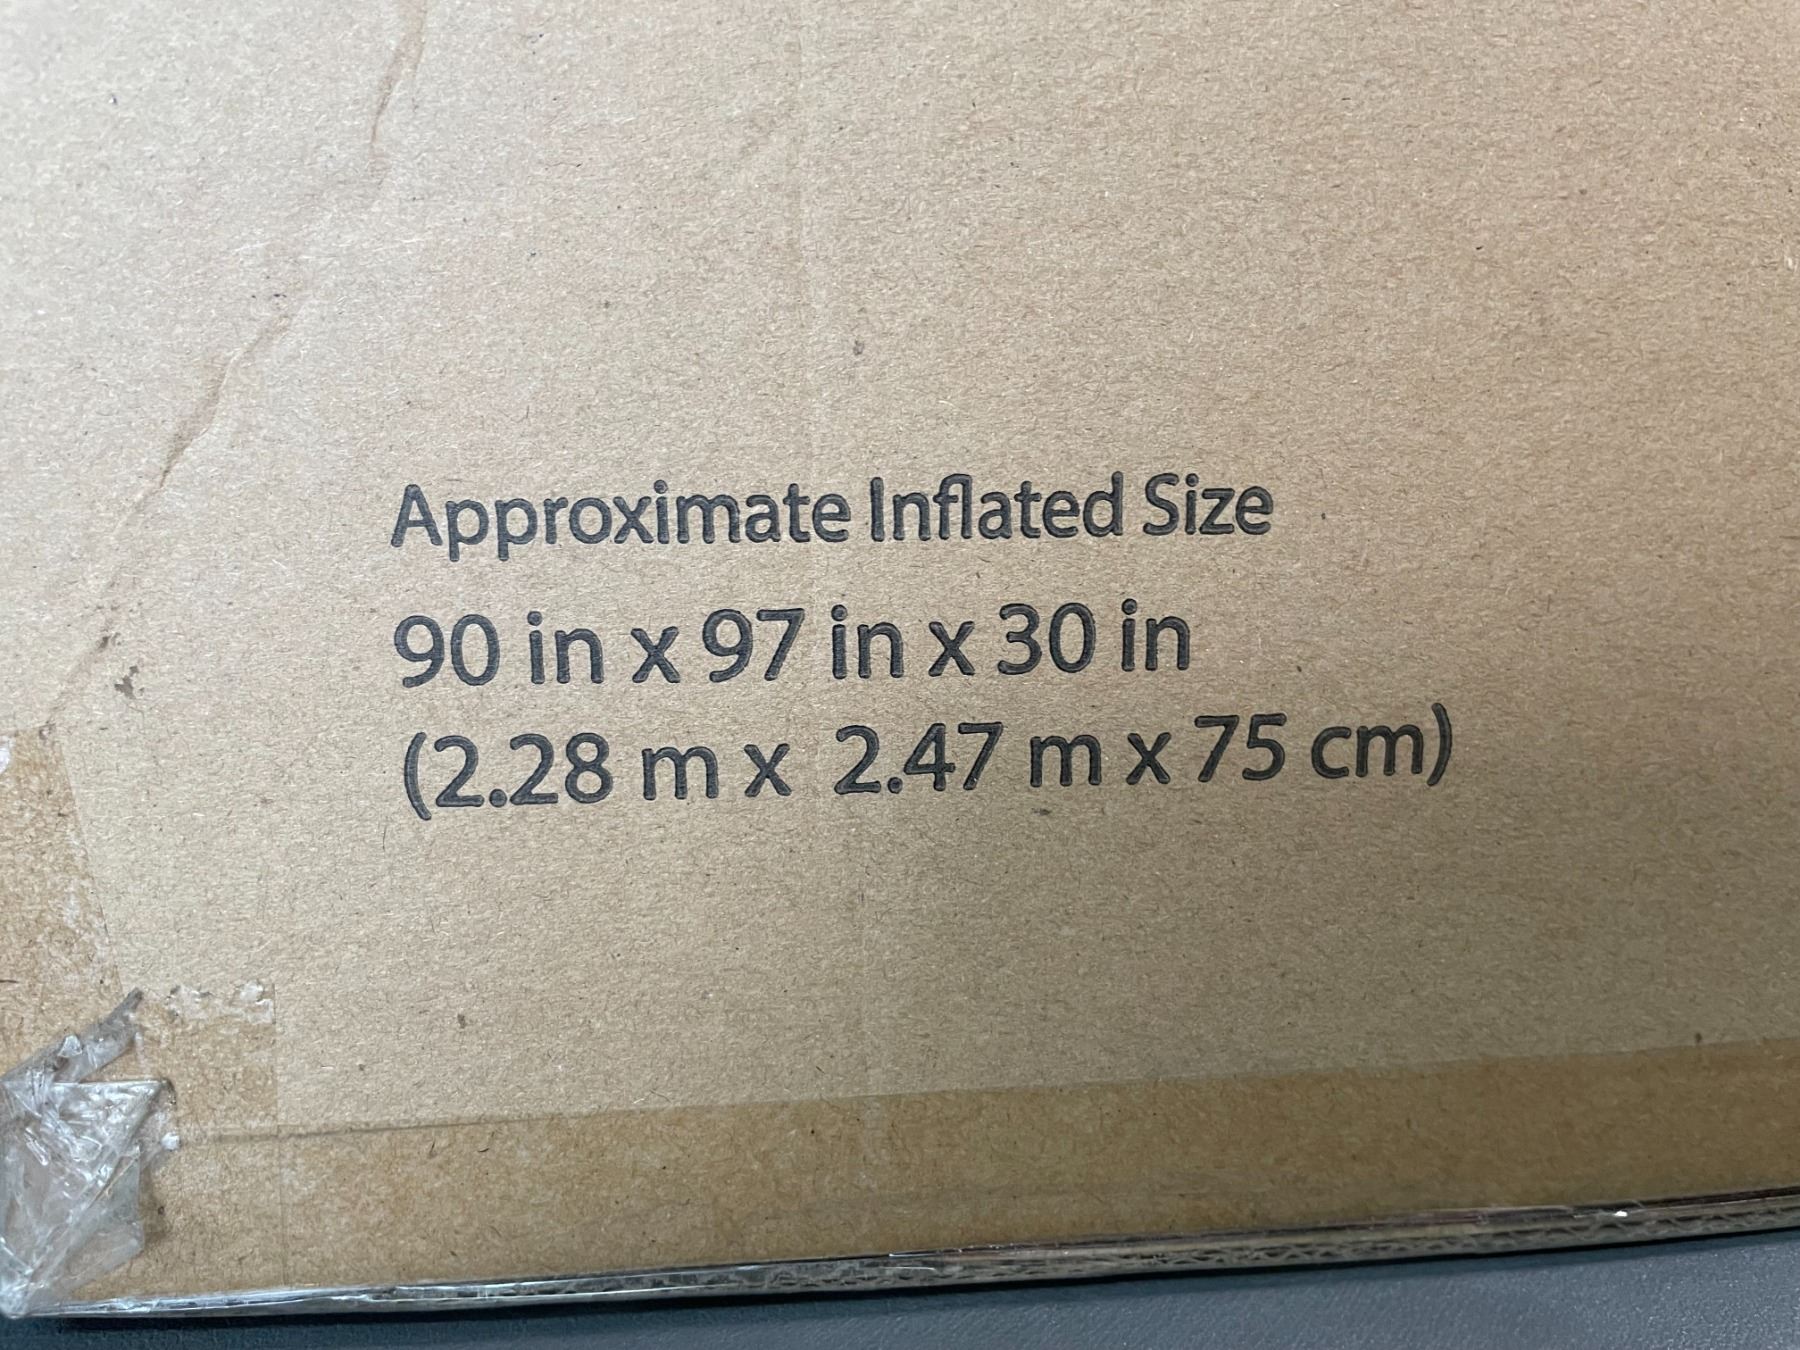 Approximate Inflated Size
90 in x 97 in x 30 in
(2.28 m x 2.47 m x 75 cm)